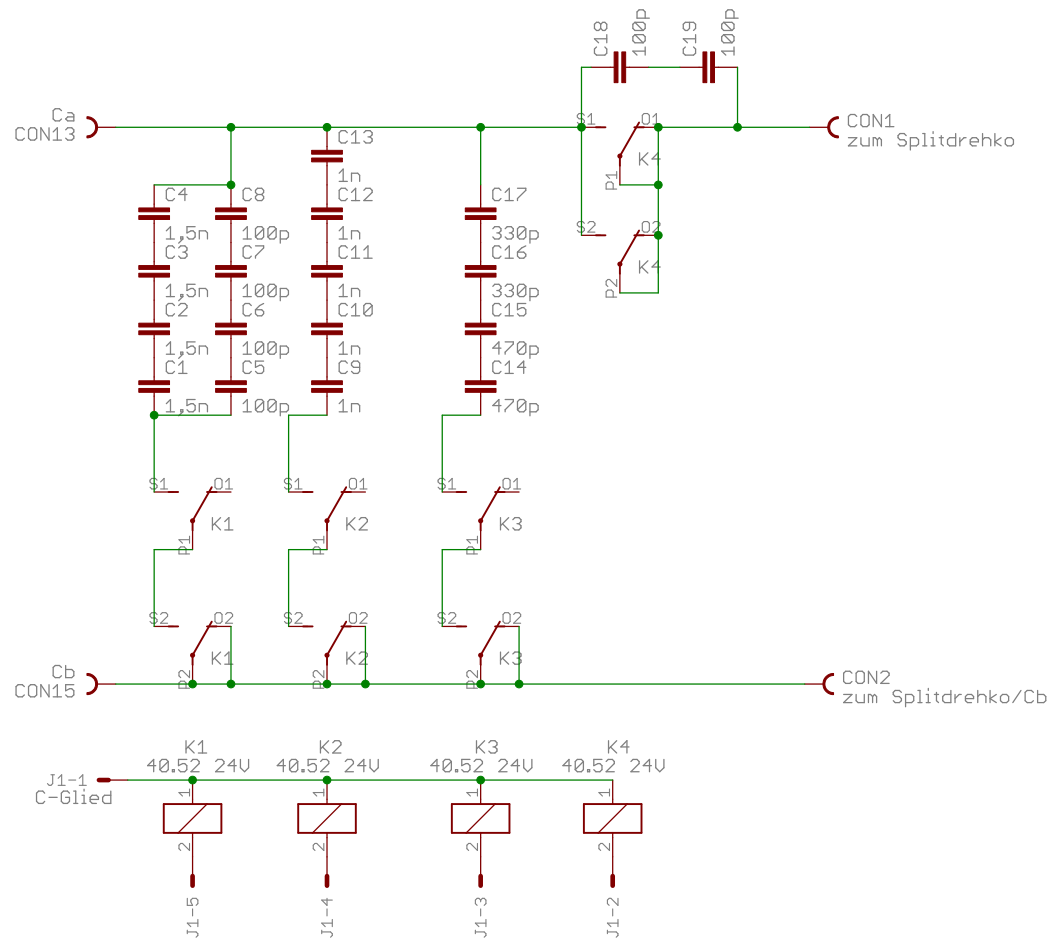 C18
100p
C19
100p
Ca
CON13
S1
O1
CON1
zum Splitdrehko
K4
P1
C13
1n
C4
C8
C12
C17
1,5n
100p
1n
330p
S2
O2
K4
P2
C3
C7
C11
C16
1,5n
100p
1n
330p
C2
C6
C10
C15
1,5n
100p
1n
470p
C1
C5
C9
C14
1,5n
100p
1n
470p
S1
O1
S1
O1
S1
O1
K1
K2
K3
P1
P1
P1
S2
O2
S2
O2
S2
O2
K1
K2
K3
P2
P2
P2
Cb
CON15
CON2
zum Splitdrehko/Cb
K1
K2
K3
K4
40.52 24V
40.52 24V
40.52 24V
40.52 24V
J1-1
C-Glied
1
1
1
1
2
2
2
2
J1-5
J1-4
J1-3
J1-2